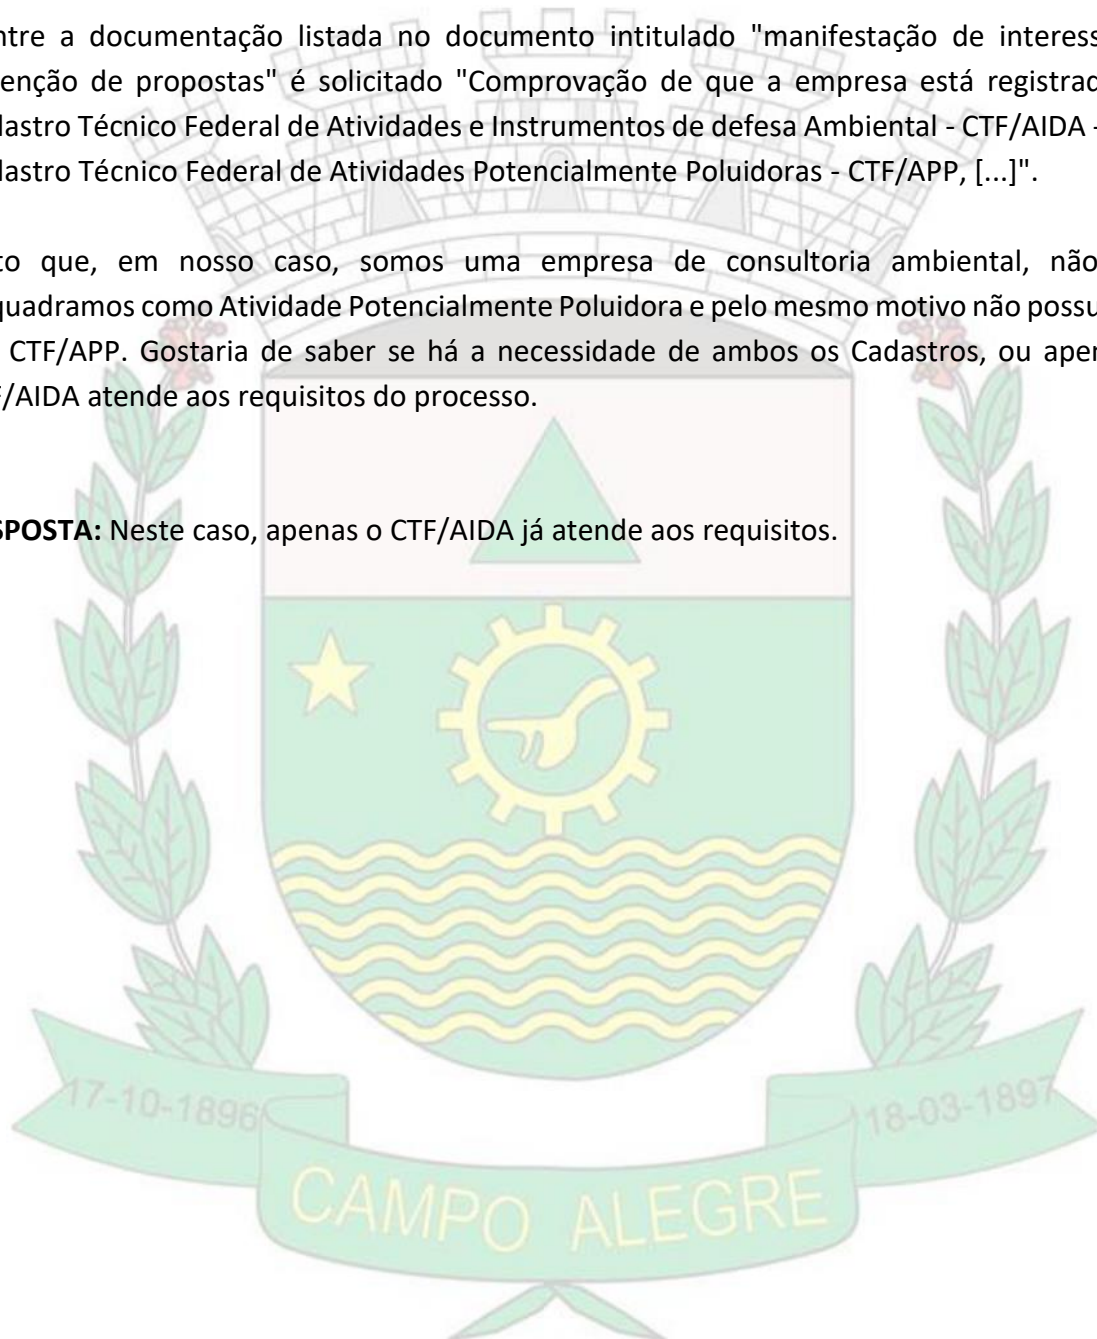 ntre a documentação listada no documento intitulado "manifestação de interess
enção de propostas" é solicitado "Comprovação de que a empresa está registrad
dastro Técnico Federal de Atividades e Instrumentos de defesa Ambiental - CTF/AIDA -
dastro Técnico Federal de Atividades Potencialmente Poluidoras - CTF/APP, [...]".
to que, em nosso caso, somos uma empresa de consultoria ambiental, não
quadramos como Atividade Potencialmente Poluidora e pelo mesmo motivo não possu
CTF/APP. Gostaria de saber se há a necessidade de ambos os Cadastros, ou aper
F/AIDA atende aos requisitos do processo.
SPOSTA: Neste caso, apenas o CTF/AIDA já atende aos requisitos.
17-10-1896
18-03-1897
CAMPO ALEGRE